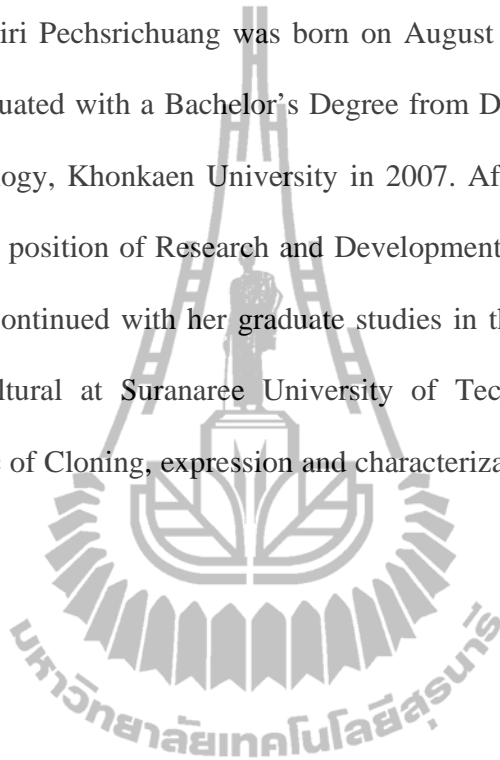 iri Pechsrichuang was born on August
uated with a Bachelor's Degree from D
logy, Khonkaen University in 2007. Af
position of Research and Development
ontinued with her graduate studies in th
ltural at Suranaree University of Tec
of Cloning, expression and characteriza
มหาวิทยาลัยเทคโนโลยีสุรนารี